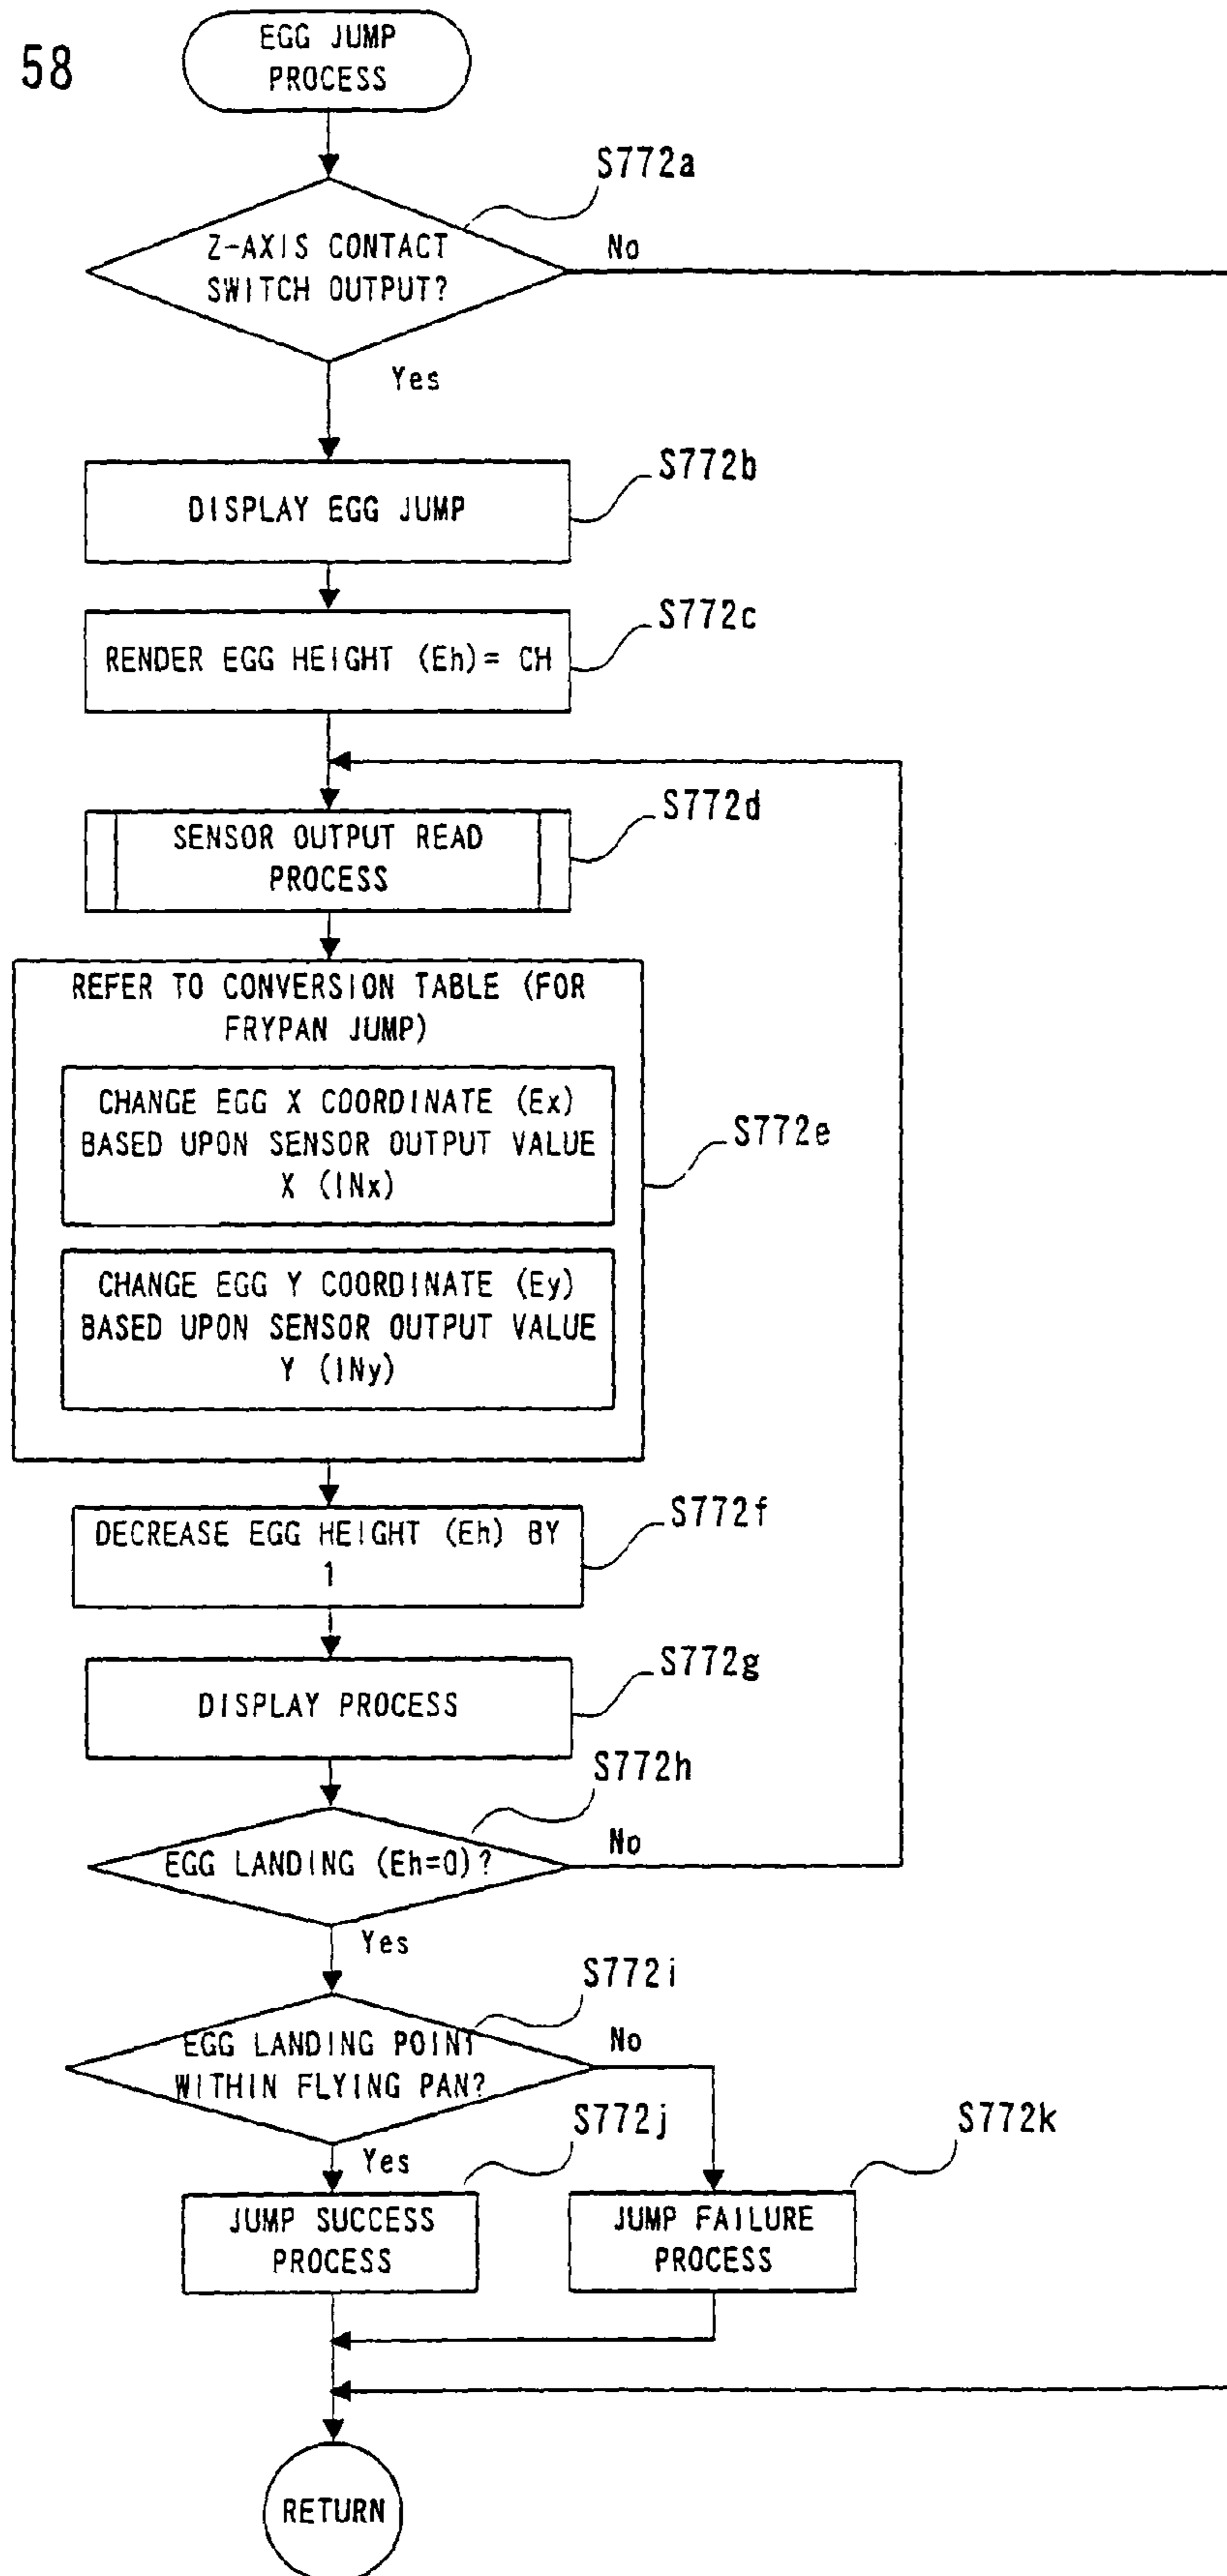 58
EGG JUMP
PROCESS
S772a
Z-AXIS CONTACT
SWITCH OUTPUT?
No
Yes
S772b
DISPLAY EGG JUMP
S772c
RENDER EGG HEIGHT (Eh)= CH
S772d
SENSOR OUTPUT READ
PROCESS
REFER TO CONVERSION TABLE (FOR
FRYPAN JUMP)
CHANGE EGG X COORDINATE (Ex)
BASED UPON SENSOR OUTPUT VALUE
X (INx)
S772e
CHANGE EGG Y COORDINATE (Ey)
BASED UPON SENSOR OUTPUT VALUE
Y (INy)
S772f
DECREASE EGG HEIGHT (Eh) BY
1
S772g
DISPLAY PROCESS
S772h
EGG LANDING (Eh=0)?
No
Yes
S772i
EGG LANDING POINT
WITHIN FLYING PAN?
No
Yes
S772j
S772k
JUMP SUCCESS
PROCESS
JUMP FAILURE
PROCESS
RETURN